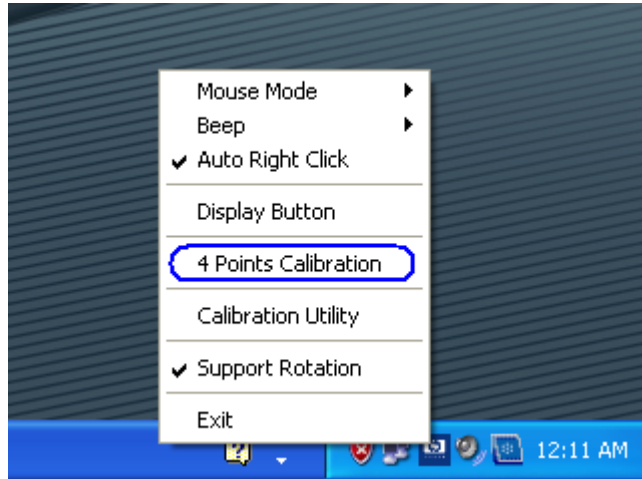 Mouse Mode
Beep
Auto Right Click
Display Button
4 Points Calibration
Calibration Utility
Support Rotation
Exit
12:11 AM